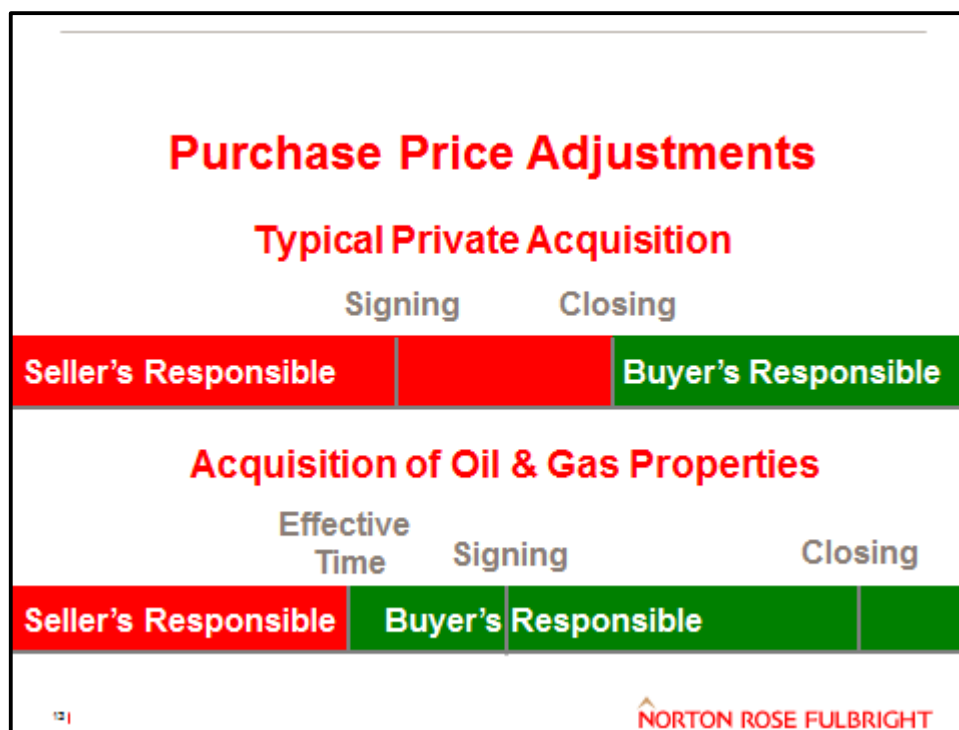 Purchase Price Adjustments
Typical Private Acquisition
Signing Closing
Seller’s Responsible Buyer’s Responsible
Acquisition of Oil & Gas Properties
Effective
Time Signing Closing
Seller’s Responsible Buyer’s Responsible
NORTON ROSE FULBRIGHT